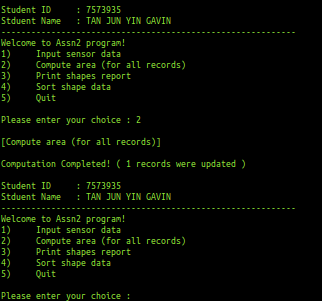 Student ID     : 7573935
Stduent Name   : TAN JUN YIN GAVIN
-----------------------------------------------------------
Welcome to Assn2 program!
1)     Input sensor data
2)     Compute area (for all records)
3)     Print shapes report
4)     Sort shape data
5)     Quit
Please enter your choice : 2
[Compute area (for all records)]
Computation Completed! ( 1 records were updated )
Student ID     : 7573935
Stduent Name   : TAN JUN YIN GAVIN
-----------------------------------------------------------
Welcome to Assn2 program!
1)     Input sensor data
2)     Compute area (for all records)
3)     Print shapes report
4)     Sort shape data
5)     Quit
Please enter your choice :